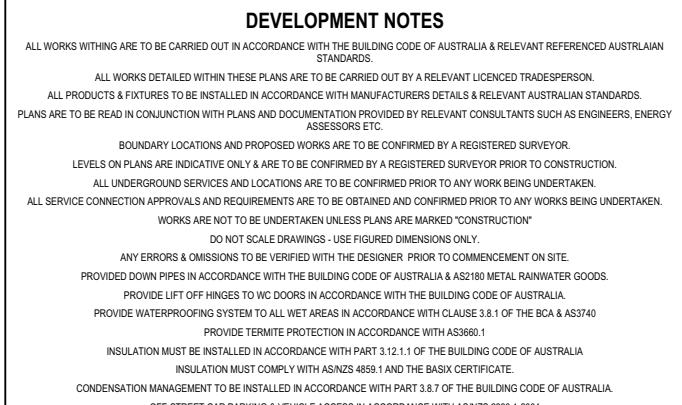 DEVELOPMENT NOTES
ALL WORKS WITHING ARE TO BE CARRIED OUT IN ACCORDANCE WITH THE BUILDING CODE OF AUSTRALIA & RELEVANT REFERENCED AUSTRLAIAN
STANDARDS.
ALL WORKS DETAILED WITHIN THESE PLANS ARE TO BE CARRIED OUT BY A RELEVANT LICENCED TRADESPERSON.
ALL PRODUCTS & FIXTURES TO BE INSTALLED IN ACCORDANCE WITH MANUFACTURERS DETAILS & RELEVANT AUSTRALIAN STANDARDS.
PLANS ARE TO BE READ IN CONJUNCTION WITH PLANS AND DOCUMENTATION PROVIDED BY RELEVANT CONSULTANTS SUCH AS ENGINEERS, ENERGY
ASSESSORS ETC.
BOUNDARY LOCATIONS AND PROPOSED WORKS ARE TO BE CONFIRMED BY A REGISTERED SURVEYOR.
LEVELS ON PLANS ARE INDICATIVE ONLY & ARE TO BE CONFIRMED BY A REGISTERED SURVEYOR PRIOR TO CONSTRUCTION.
ALL UNDERGROUND SERVICES AND LOCATIONS ARE TO BE CONFIRMED PRIOR TO ANY WORK BEING UNDERTAKEN.
ALL SERVICE CONNECTION APPROVALS AND REQUIREMENTS ARE TO BE OBTAINED AND CONFIRMED PRIOR TO ANY WORKS BEING UNDERTAKEN.
WORKS ARE NOT TO BE UNDERTAKEN UNLESS PLANS ARE MARKED "CONSTRUCTION"
DO NOT SCALE DRAWINGS - USE FIGURED DIMENSIONS ONLY.
ANY ERRORS & OMISSIONS TO BE VERIFIED WITH THE DESIGNER PRIOR TO COMMENCEMENT ON SITE.
PROVIDED DOWN PIPES IN ACCORDANCE WITH THE BUILDING CODE OF AUSTRALIA & AS2180 METAL RAINWATER GOODS.
PROVIDE LIFT OFF HINGES TO WC DOORS IN ACCORDANCE WITH THE BUILDING CODE OF AUSTRALIA.
PROVIDE WATERPROOFING SYSTEM TO ALL WET AREAS IN ACCORDANCE WITH CLAUSE 3.8.1 OF THE BCA & AS3740
PROVIDE TERMITE PROTECTION IN ACCORDANCE WITH AS3660.1
INSULATION MUST BE INSTALLED IN ACCORDANCE WITH PART 3.12.1.1 OF THE BUILDING CODE OF AUSTRALIA
INSULATION MUST COMPLY WITH AS/NZS 4859.1 AND THE BASIX CERTIFICATE.
CONDENSATION MANAGEMENT TO BE INSTALLED IN ACCORDANCE WITH PART 3.8.7 OF THE BUILDING CODE OF AUSTRALIA.
OFF STREET CAR PARKING & VEHICLE ACCESS IN ACCORDANCE WITH AS/NZS